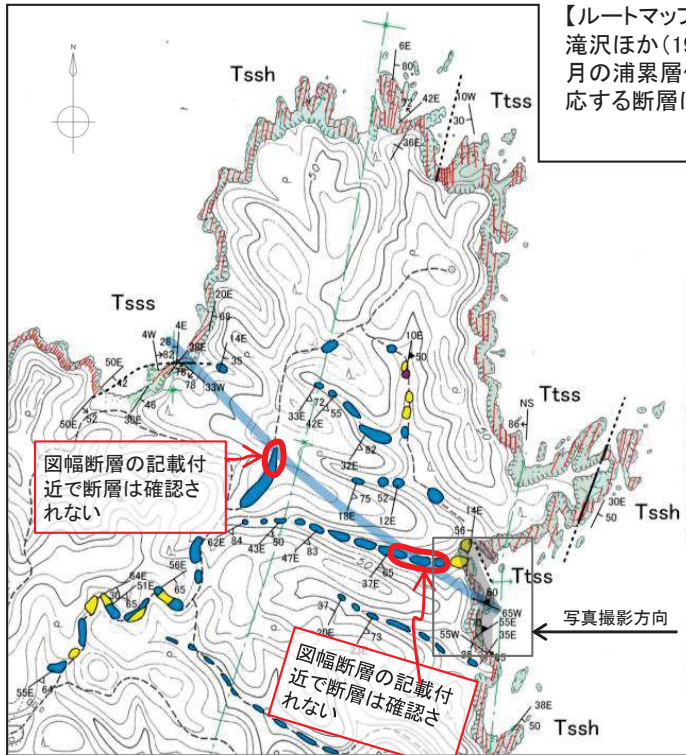 【ルートマップ
滝沢ほか(19
月の浦累層
応する断層に
N
Tssh
6E
80
72
42E
10W
30
Ttss
36E
50
Tsss
20E
68
4E
28
4W
82
38E
14E
35
76
78
33W
50E
42
46
36E
50E
52
10E
50
33E
72
42E
55
82
32E
NS
86
Ttss
図幅断層の記載付
近で断層は確認さ
れない
75
52
18E
12E
30E
50
Tssh
14E
56
62E
84
43E
50
47E
83
50
65
37E
Ttss
60
65W
55E
35E
55W
70
写真撮影方向
56E
64E
51E
65
65
37
20E
73
図幅断層の記載付
近で断層は確認さ
れない
55E
64
38E
50
Tssh